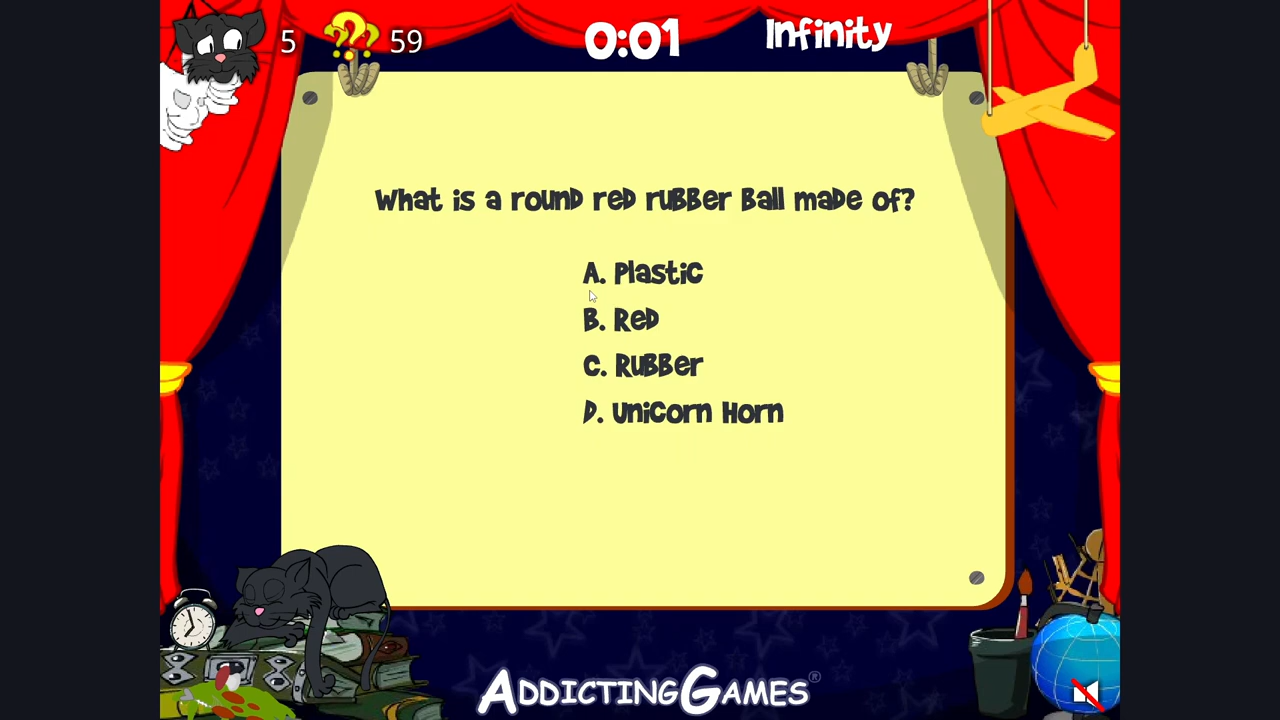 5 59 0:01 Infinity
What is a round red rubber ball made of?
A. Plastic
B. Red
C. Rubber
D. Unicorn Horn
ADDICTINGGAMES®